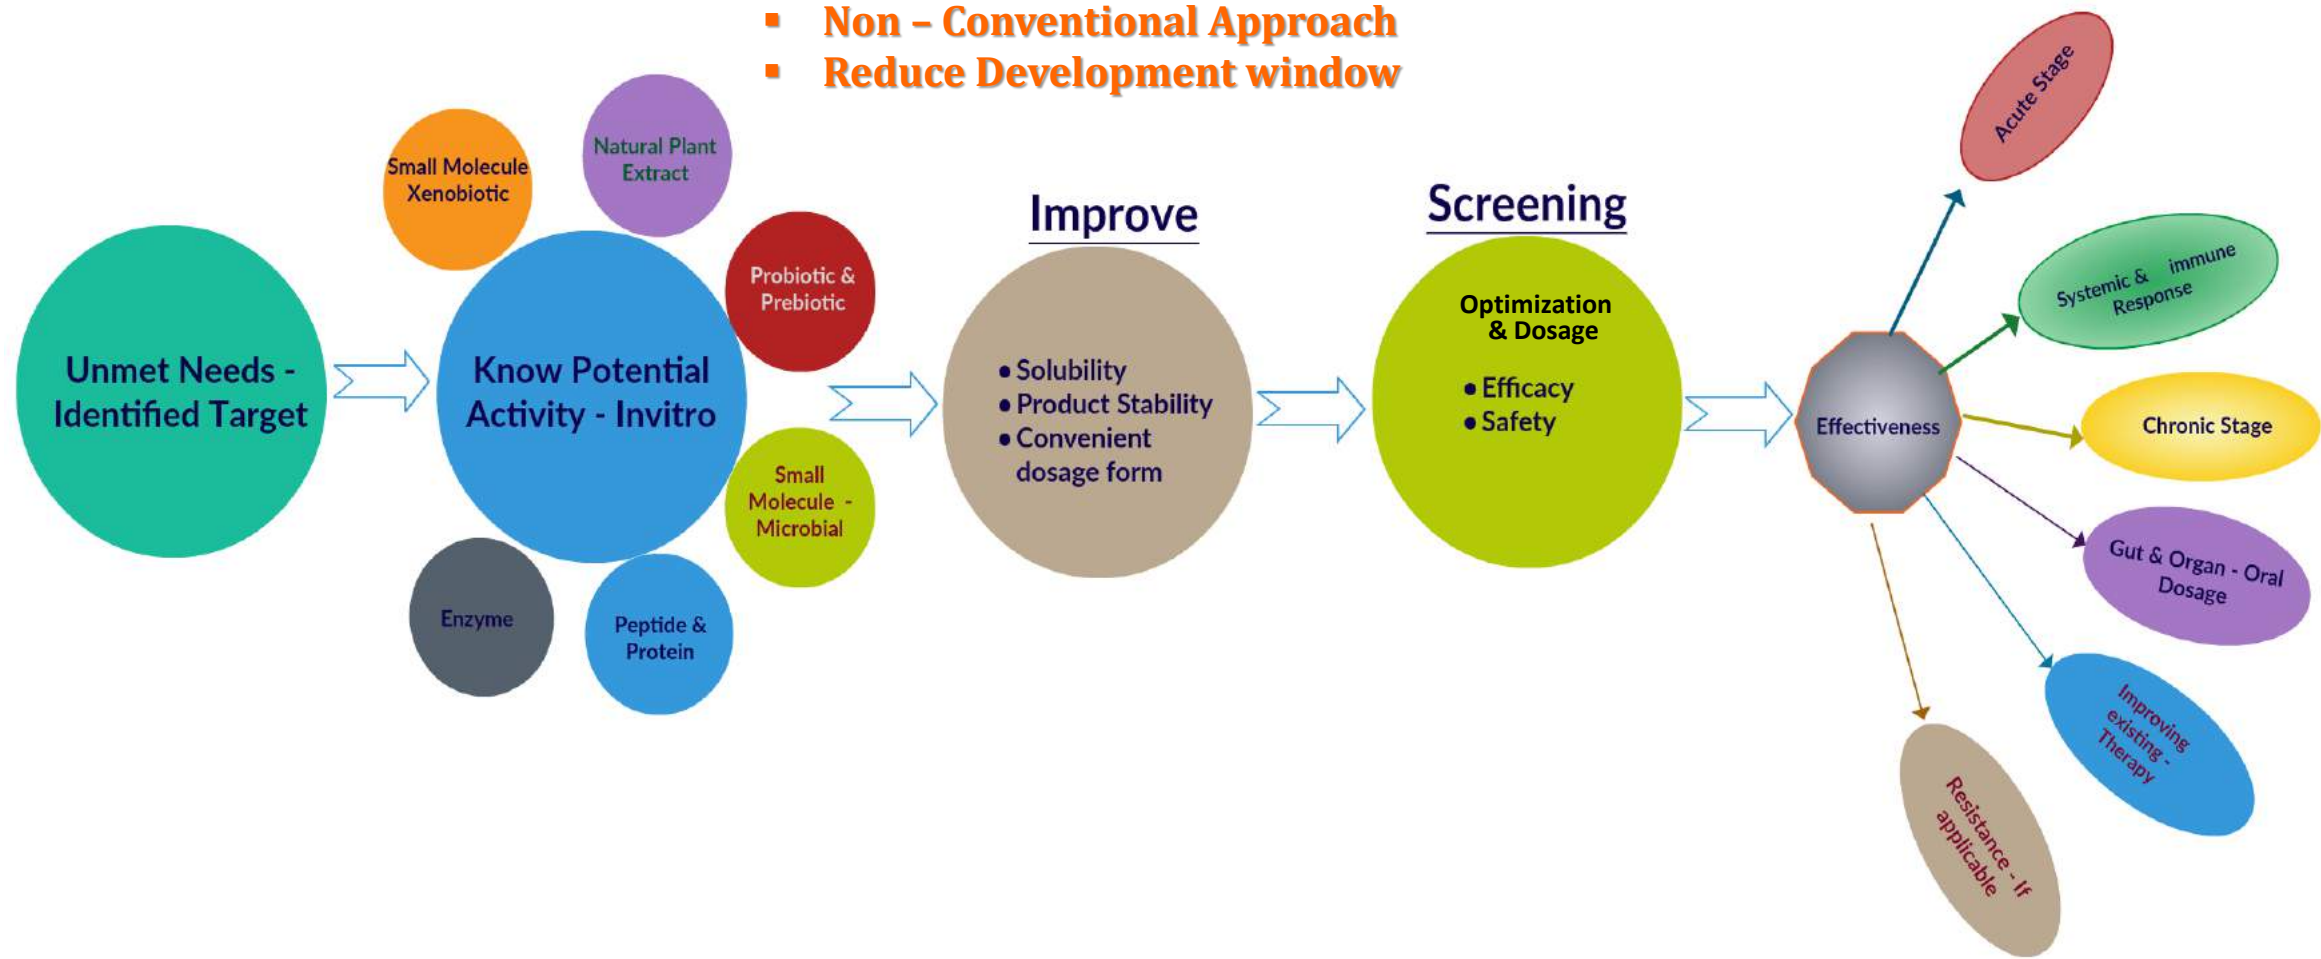 ▪ Non – Conventional Approach
▪ Reduce Development window
Unmet Needs -
Identified Target
Small Molecule
Xenobiotic
Natural Plant
Extract
Probiotic &
Prebiotic
Know Potential
Activity - Invitro
Small
Molecule -
Microbial
Enzyme
Peptide &
Protein
Improve
• Solubility
• Product Stability
• Convenient
dosage form
Screening
Optimization
& Dosage
• Efficacy
• Safety
Effectiveness
Acute Stage
Systemic & immune
Response
Chronic Stage
Gut & Organ - Oral
Dosage
Improving
existing -
Therapy
Resistance - If
applicable